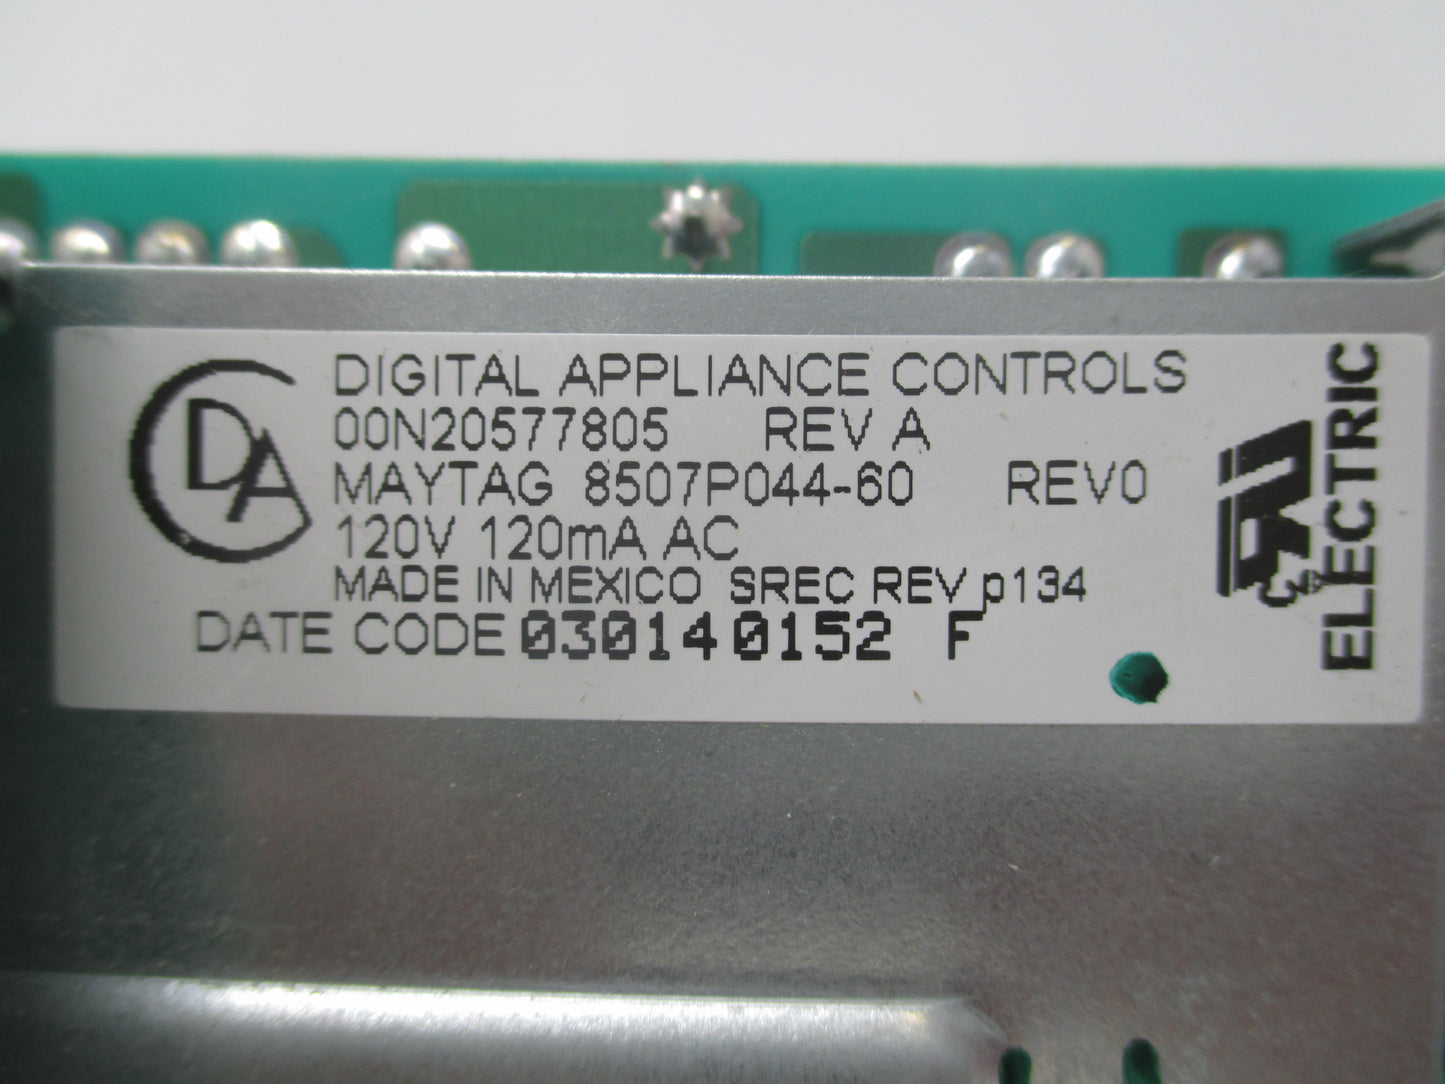 DIGITAL APPLIANCE CONTROLS
00N20577805 REV A
MAYTAG 8507P044-60 REV0
120V 120mA AC
MADE IN MEXICO SREC REV p134
DATE CODE 030140152 F
DA
ELECTRIC